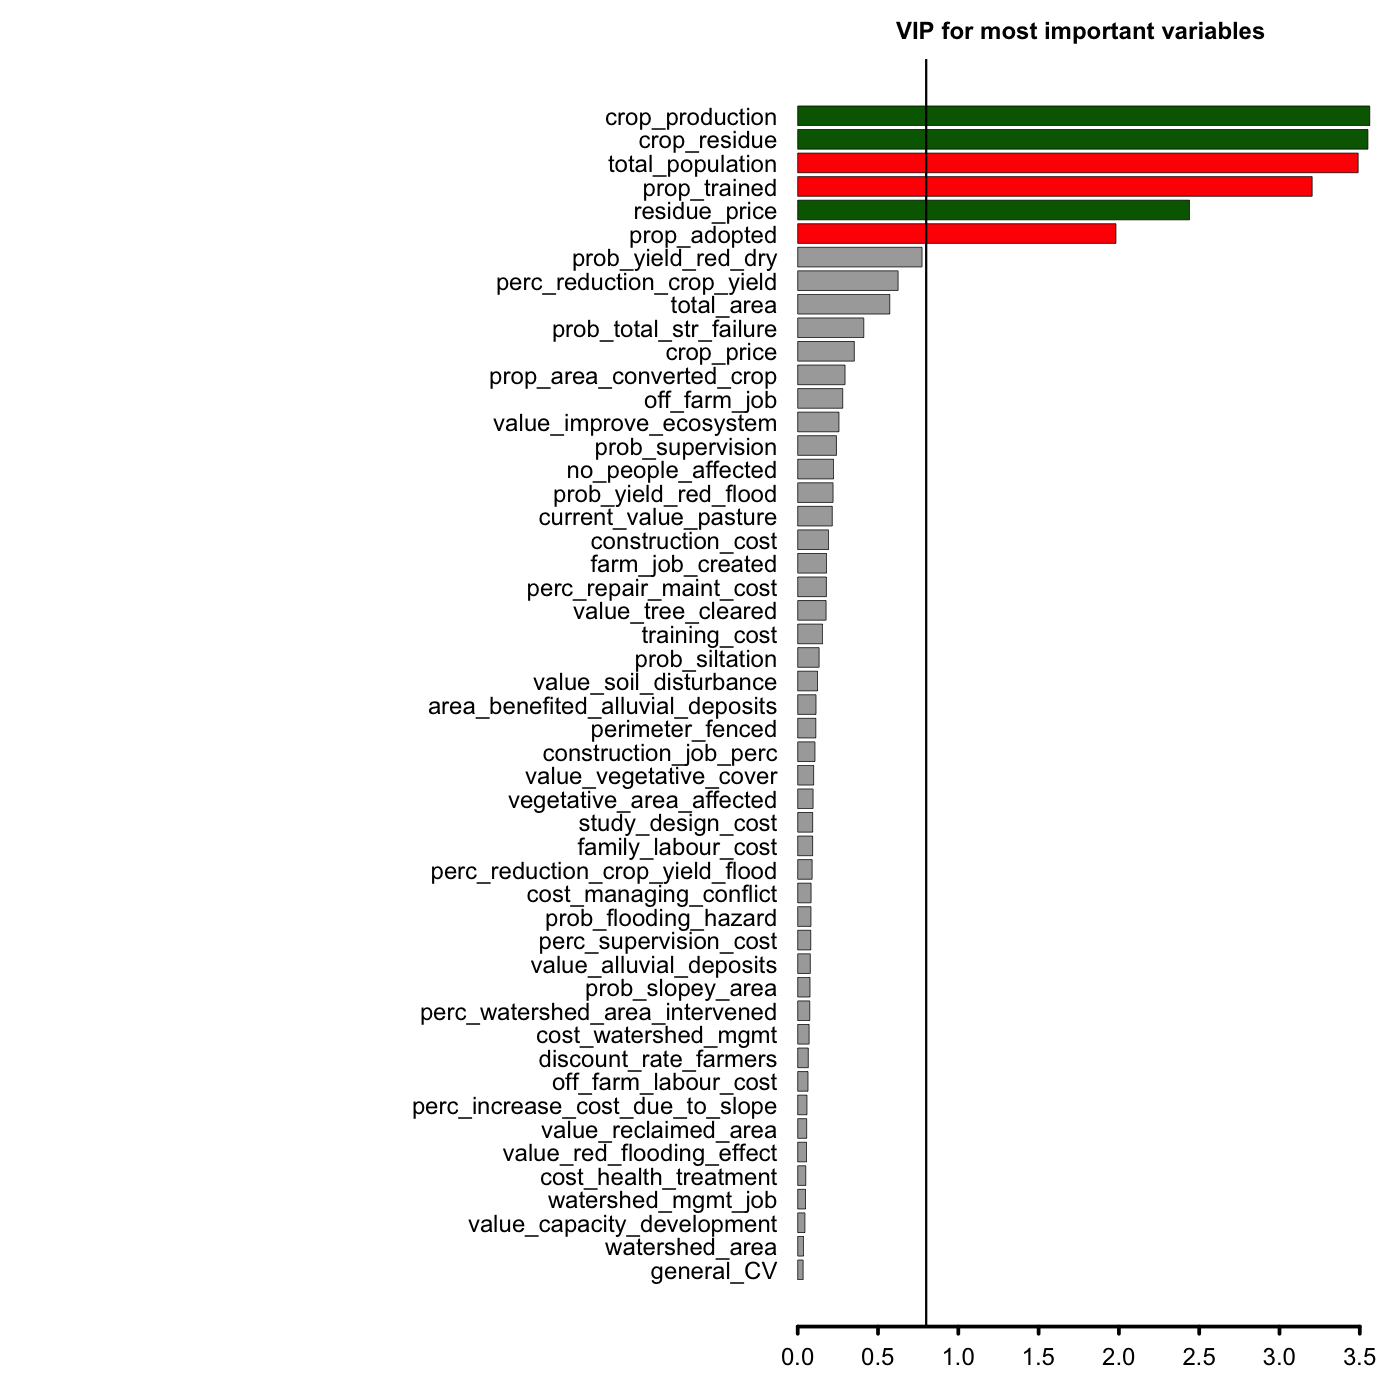 VIP for most important variables
crop_production
crop_residue
total_population
prop_trained
residue_price
prop_adopted
prob_yield_red_dry
perc_reduction_crop_yield
total_area
prob_total_str_failure
crop_price
prop_area_converted_crop
off_farm_job
value_improve_ecosystem
prob_supervision
no_people_affected
prob_yield_red_flood
current_value_pasture
construction_cost
farm_job_created
perc_repair_maint_cost
value_tree_cleared
training_cost
prob_siltation
value_soil_disturbance
area_benefited_alluvial_deposits
perimeter_fenced
construction_job_perc
value_vegetative_cover
vegetative_area_affected
study_design_cost
family_labour_cost
perc_reduction_crop_yield_flood
cost_managing_conflict
prob_flooding_hazard
perc_supervision_cost
value_alluvial_deposits
prob_slopey_area
perc_watershed_area_intervened
cost_watershed_mgmt
discount_rate_farmers
off_farm_labour_cost
perc_increase_cost_due_to_slope
value_reclaimed_area
value_red_flooding_effect
cost_health_treatment
watershed_mgmt_job
value_capacity_development
watershed_area
general_CV
0.0 0.5 1.0 1.5 2.0 2.5 3.0 3.5